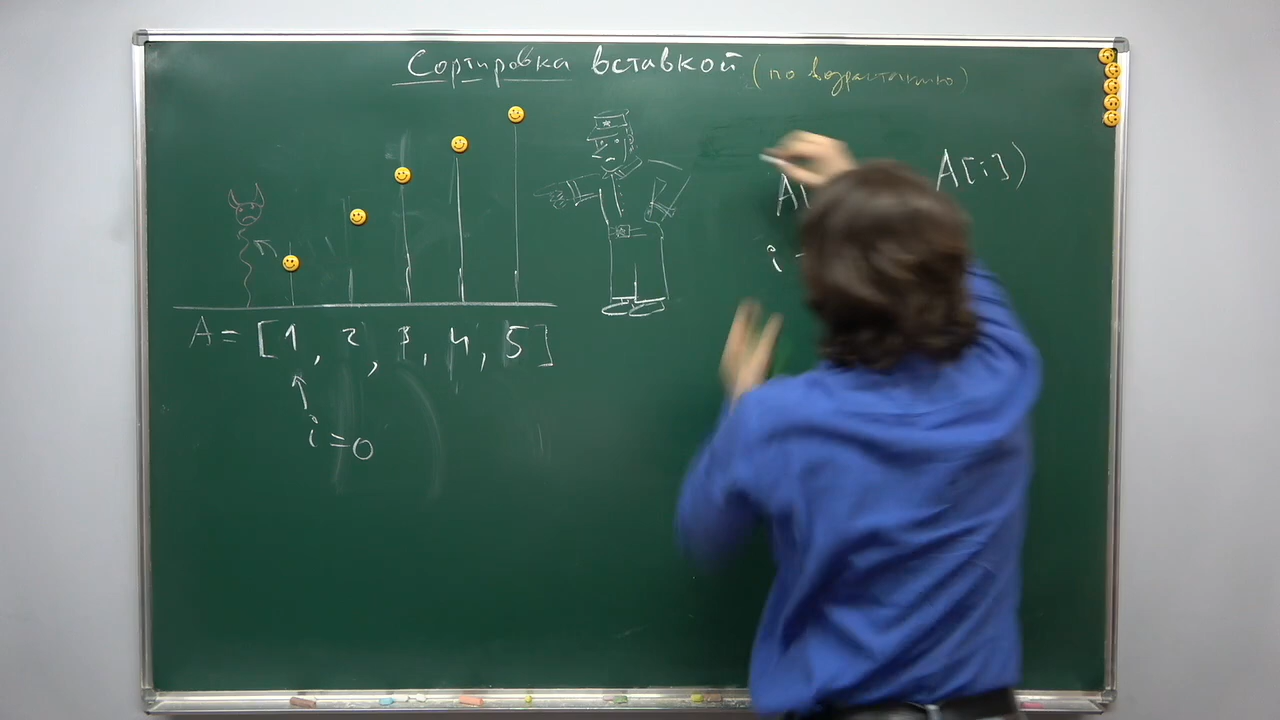 Сортировка вставкой (по возрастанию)
A[i])
i
A = [1, 2, 3, 4, 5]
i = 0